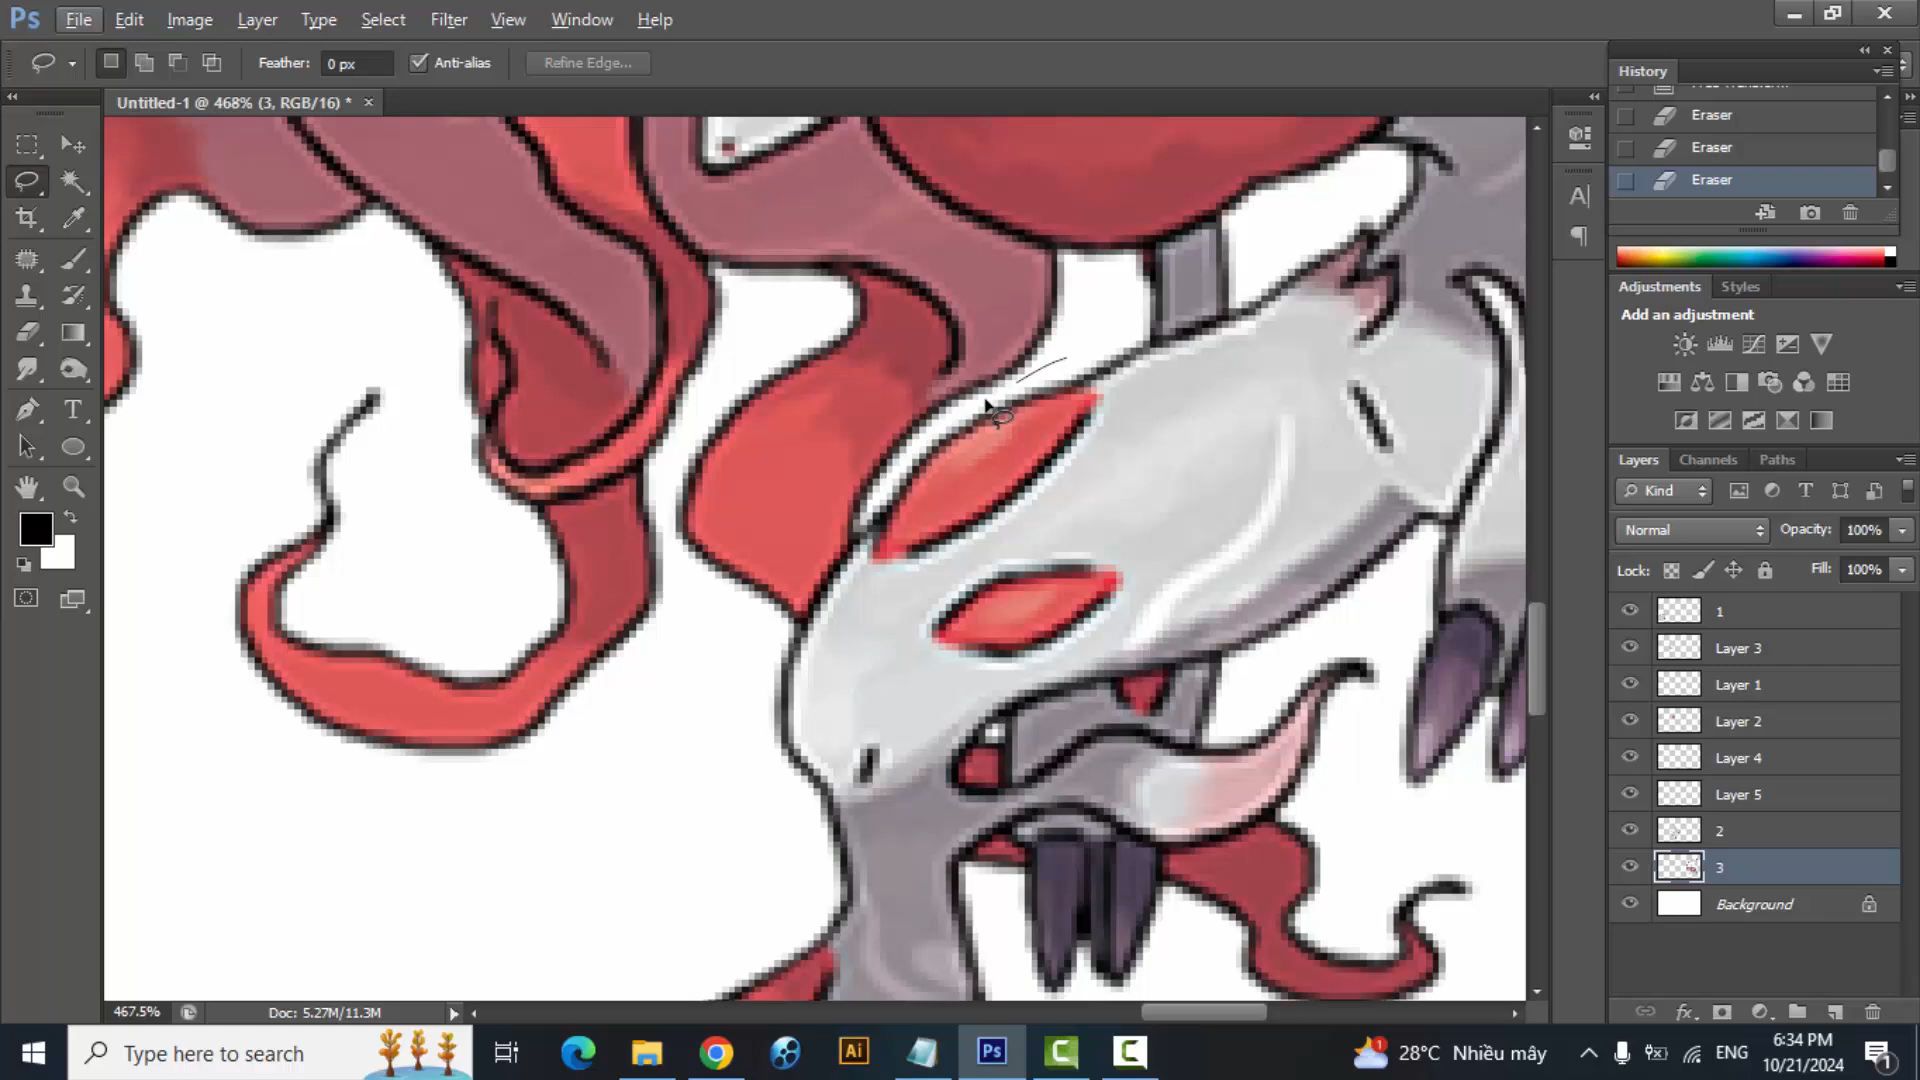 Ps File Edit Image Layer Type Select Filter View Window Help
Feather: 0 px Anti-alias Refine Edge...
History
Untitled-1 @ 468% (3, RGB/16) * ×
Eraser
Eraser
Eraser
Adjustments Styles
Add an adjustment
Layers Channels Paths
Kind
Normal Opacity: 100%
Lock: Fill: 100%
1
Layer 3
Layer 1
Layer 2
Layer 4
Layer 5
2
3
Background
467.5% Doc: 5.27M/11.3M
Type here to search
Ai
Ps
28°C Nhiều mây
ENG
6:34 PM
10/21/2024